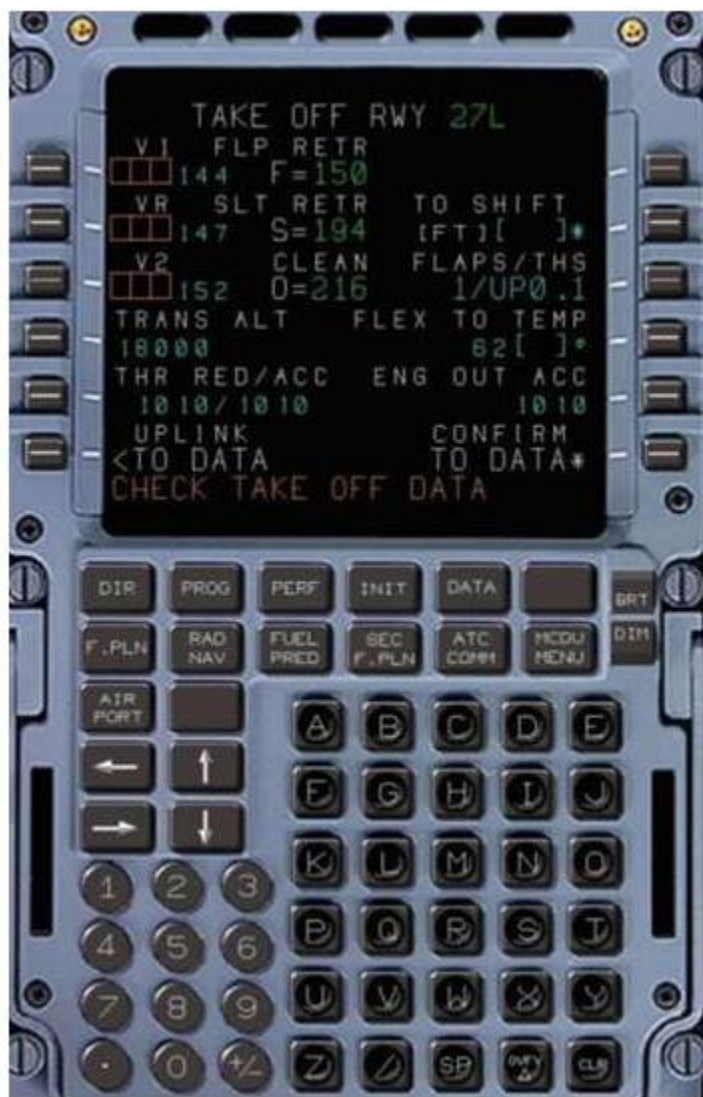 TAKE OFF RWY 27L
V1 FLP RETR
144 F=150
VR SLT RETR TO SHIFT
147 S=194 [FT][ ]*
V2 CLEAN FLAPS/THS
152 O=216 1/UP0.1
TRANS ALT FLEX TO TEMP
18000 62[ ]°
THR RED/ACC ENG OUT ACC
1010/1010 1010
UPLINK CONFIRM
<TO DATA TO DATA*
CHECK TAKE OFF DATA
DIR PROG PERF INIT DATA BRT
F.PLN RAD NAV FUEL PRED SEC F.PLN ATC COMM MCDU MENU DIM
AIR PORT
A B C D E
← ↑
F G H I J
→ ↓
K L M N O
1 2 3
P Q R S T
4 5 6
U V W X Y
7 8 9
Z / SP OVFY Δ CLR
. 0 +/-